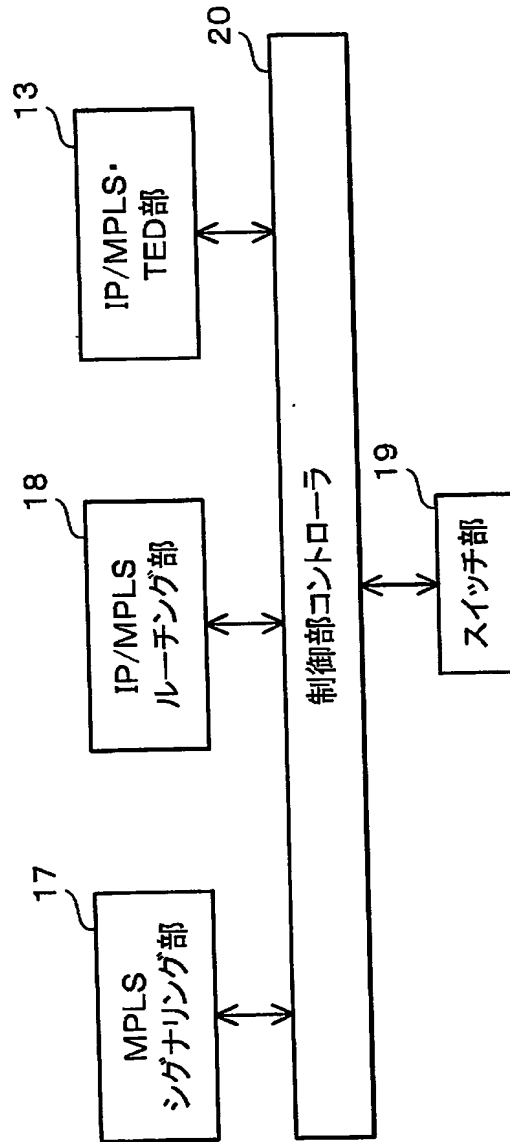 17
MPLS
シグナリング部
18
IP/MPLS
ルーチング部
13
IP/MPLS・
TED部
20
制御部コントローラ
19
スイッチ部